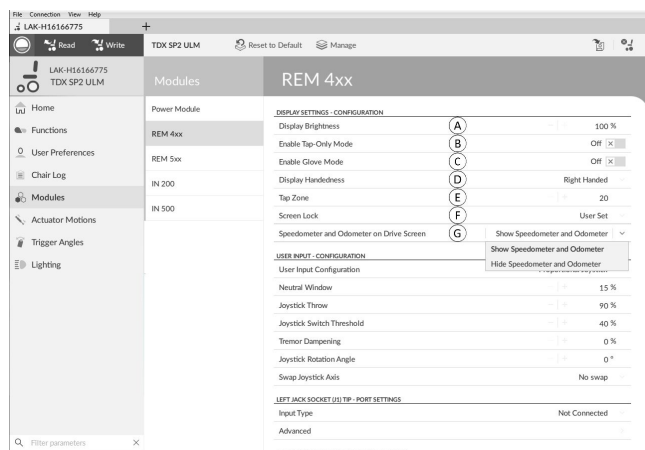 File Connection View Help
LAK-H16166775 +
Read Write TDX SP2 ULM Reset to Default Manage
LAK-H16166775
TDX SP2 ULM
Home
Functions
User Preferences
Chair Log
Modules
Actuator Motions
Trigger Angles
Lighting
Filter parameters
Modules
Power Module
REM 4xx
REM 5xx
IN 200
IN 500
REM 4xx
DISPLAY SETTINGS - CONFIGURATION
Display Brightness A 100 %
Enable Tap-Only Mode B Off
Enable Glove Mode C Off
Display Handedness D Right Handed
Tap Zone E 20
Screen Lock F User Set
Speedometer and Odometer on Drive Screen G Show Speedometer and Odometer
Show Speedometer and Odometer
Hide Speedometer and Odometer
USER INPUT - CONFIGURATION
User Input Configuration
Neutral Window 15 %
Joystick Throw 90 %
Joystick Switch Threshold 40 %
Tremor Dampening 0 %
Joystick Rotation Angle 0 °
Swap Joystick Axis No swap
LEFT JACK SOCKET (J1) TIP - PORT SETTINGS
Input Type Not Connected
Advanced